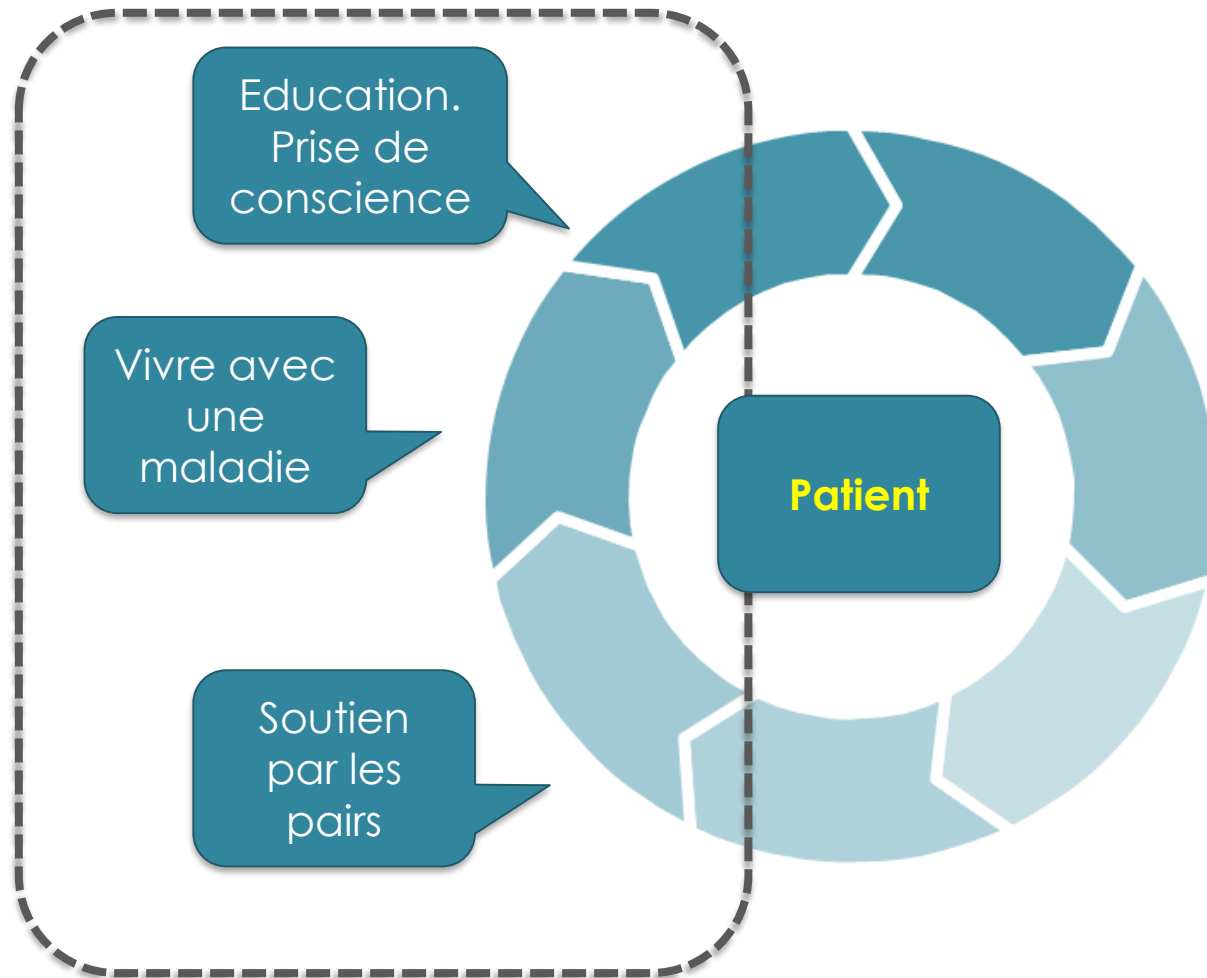 Education.
Prise de
conscience
Vivre avec
une
maladie
Patient
Soutien
par les
pairs